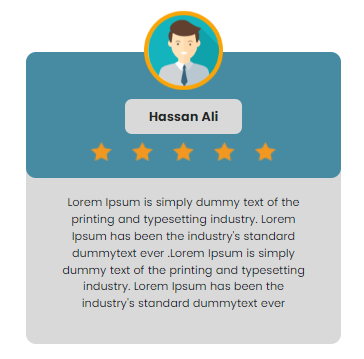 Hassan Ali
Lorem Ipsum is simply dummy text of the
printing and typesetting industry. Lorem
Ipsum has been the industry's standard
dummytext ever .Lorem Ipsum is simply
dummy text of the printing and typesetting
industry. Lorem Ipsum has been the
industry's standard dummytext ever